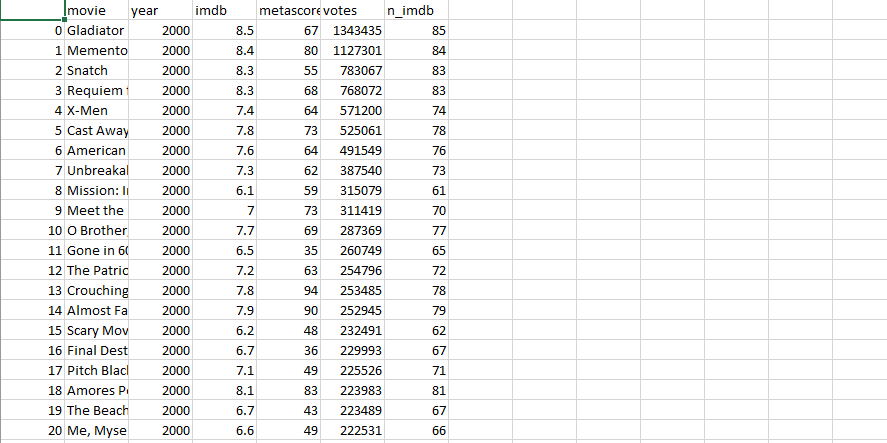 movie year imdb metascore votes n_imdb
0 Gladiator 2000 8.5 67 1343435 85
1 Memento 2000 8.4 80 1127301 84
2 Snatch 2000 8.3 55 783067 83
3 Requiem 2000 8.3 68 768072 83
4 X-Men 2000 7.4 64 571200 74
5 Cast Away 2000 7.8 73 525061 78
6 American 2000 7.6 64 491549 76
7 Unbreakal 2000 7.3 62 387540 73
8 Mission: I 2000 6.1 59 315079 61
9 Meet the 2000 7 73 311419 70
10 O Brother, 2000 7.7 69 287369 77
11 Gone in 60 2000 6.5 35 260749 65
12 The Patric 2000 7.2 63 254796 72
13 Crouching 2000 7.8 94 253485 78
14 Almost Fa 2000 7.9 90 252945 79
15 Scary Mov 2000 6.2 48 232491 62
16 Final Dest 2000 6.7 36 229993 67
17 Pitch Blacl 2000 7.1 49 225526 71
18 Amores P 2000 8.1 83 223983 81
19 The Beach 2000 6.7 43 223489 67
20 Me, Myse 2000 6.6 49 222531 66